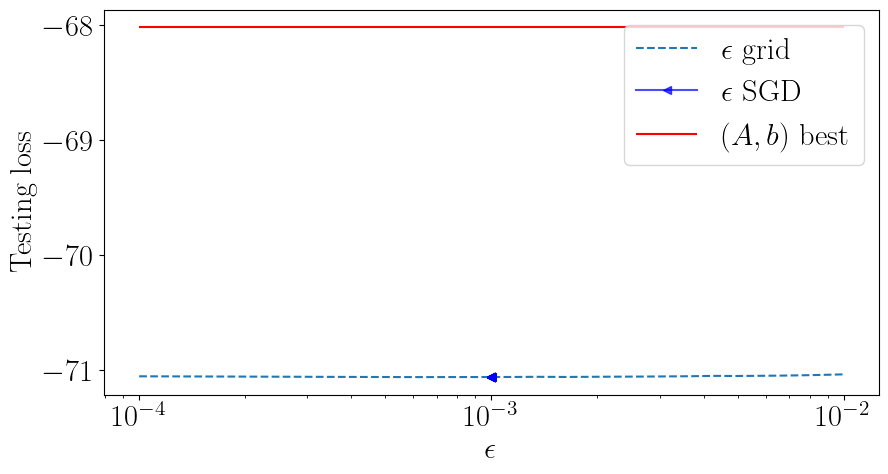 −68
−69
−70
−71
Testing loss
ϵ grid
ϵ SGD
(A, b) best
10⁻⁴
10⁻³
10⁻²
ϵ